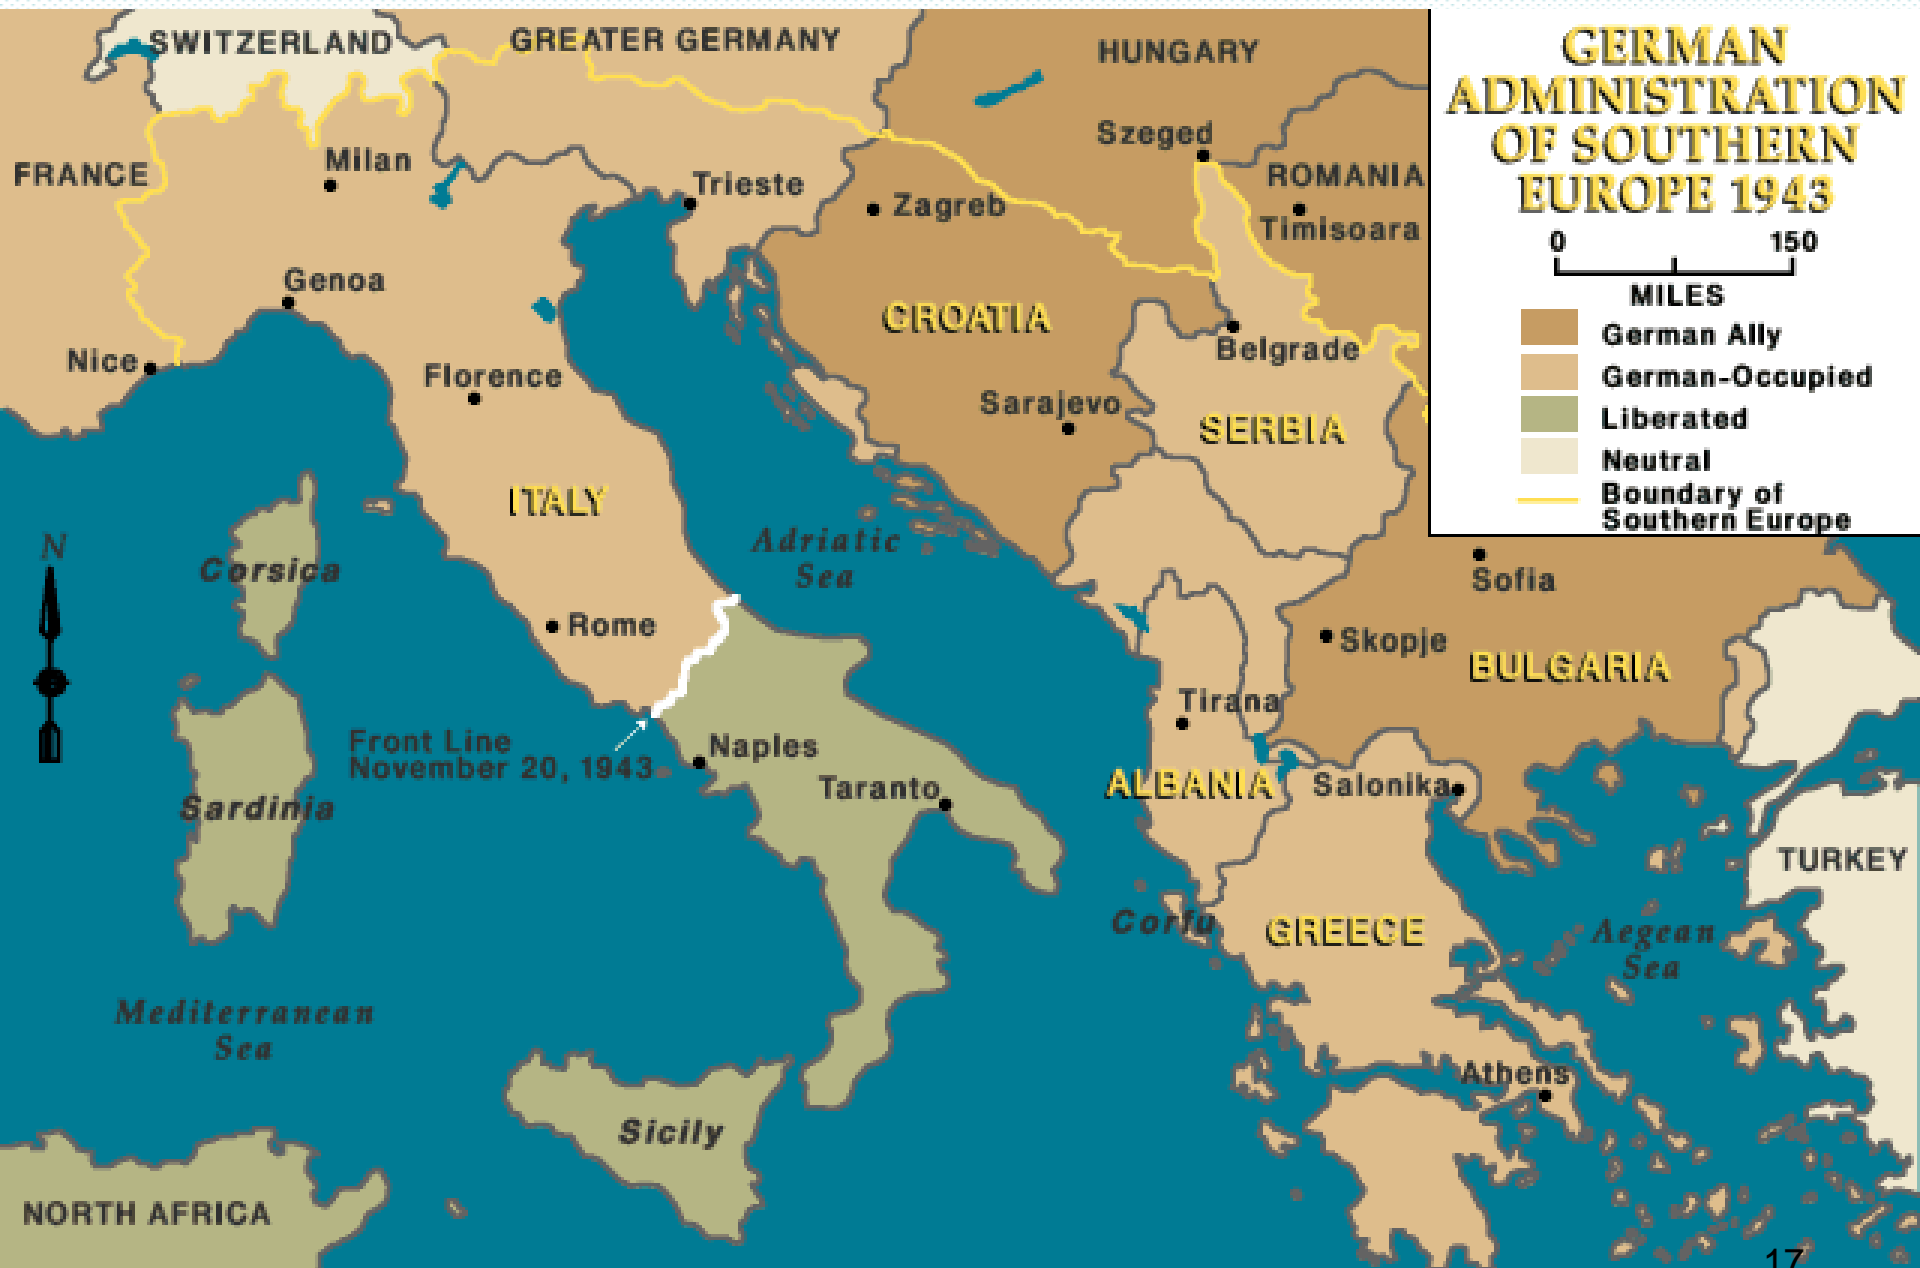 SWITZERLAND
GREATER GERMANY
HUNGARY
GERMAN
ADMINISTRATION
OF SOUTHERN
EUROPE 1943
0 150
MILES
German Ally
German-Occupied
Liberated
Neutral
Boundary of
Southern Europe
Szeged
FRANCE
Milan
ROMANIA
Trieste
Zagreb
Timisoara
Genoa
CROATIA
Belgrade
Nice
Florence
Sarajevo
SERBIA
ITALY
Adriatic
Sea
N
Corsica
Sofia
Rome
Skopje
BULGARIA
Tirana
Front Line
November 20, 1943
Naples
Taranto
ALBANIA
Salonika
Sardinia
TURKEY
Corfu
GREECE
Aegean
Sea
Mediterranean
Sea
Athens
Sicily
NORTH AFRICA
17